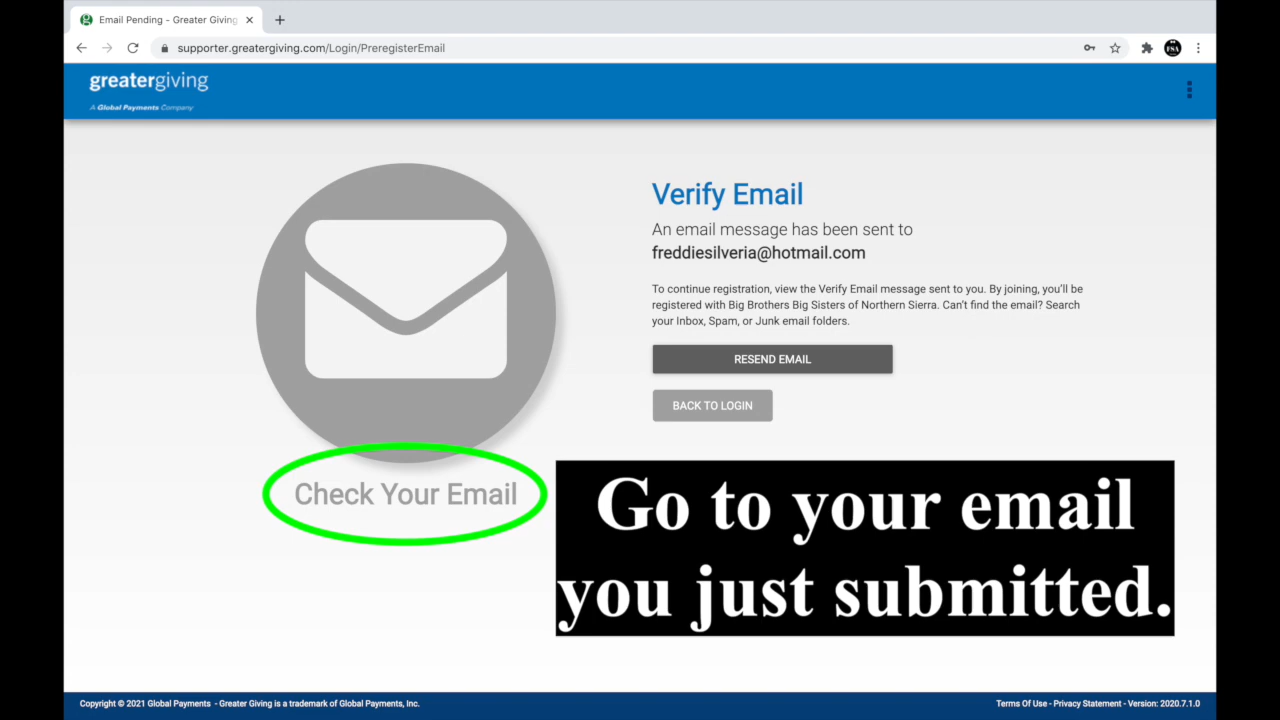 Email Pending - Greater Giving
supporter.greatergiving.com/Login/PreregisterEmail
FSA
greatergiving
A Global Payments Company
Verify Email
An email message has been sent to
freddiesilveria@hotmail.com
To continue registration, view the Verify Email message sent to you. By joining, you'll be
registered with Big Brothers Big Sisters of Northern Sierra. Can't find the email? Search
your Inbox, Spam, or Junk email folders.
RESEND EMAIL
BACK TO LOGIN
Check Your Email
Go to your email
you just submitted.
Copyright © 2021 Global Payments - Greater Giving is a trademark of Global Payments, Inc.
Terms Of Use - Privacy Statement - Version: 2020.7.1.0